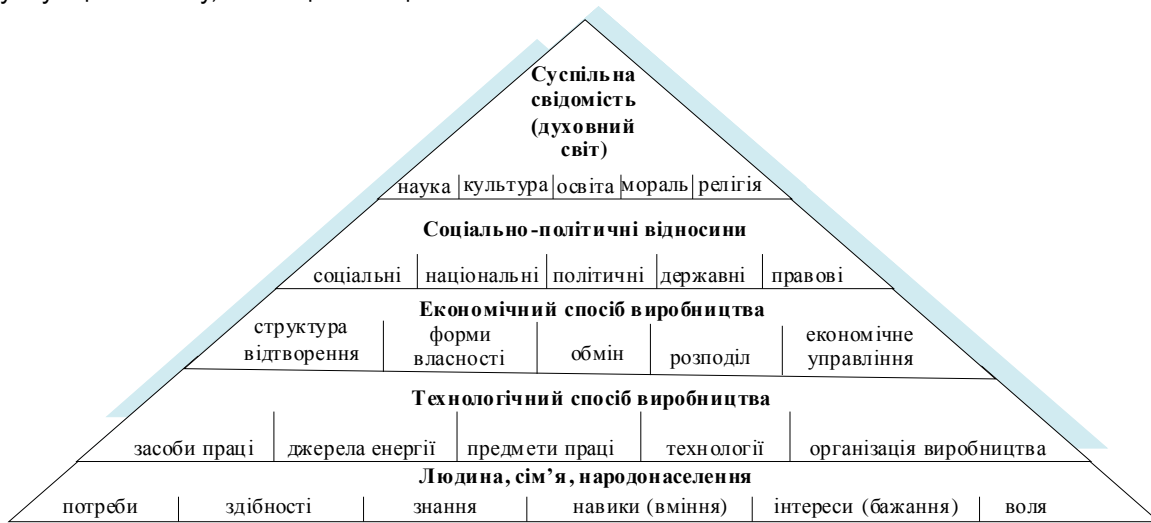 Суспільна
свідомість
(духовний
світ)
наука культура освіта мораль релігія
Соціально-політичні відносини
соціальні національні політичні державні правові
Економічний спосіб виробництва
структура відтворення форми власності обмін розподіл економічне управління
Технологічний спосіб виробництва
засоби праці джерела енергії предмети праці технології організація виробництва
Людина, сім’я, народонаселення
потреби здібності знання навики (вміння) інтереси (бажання) воля